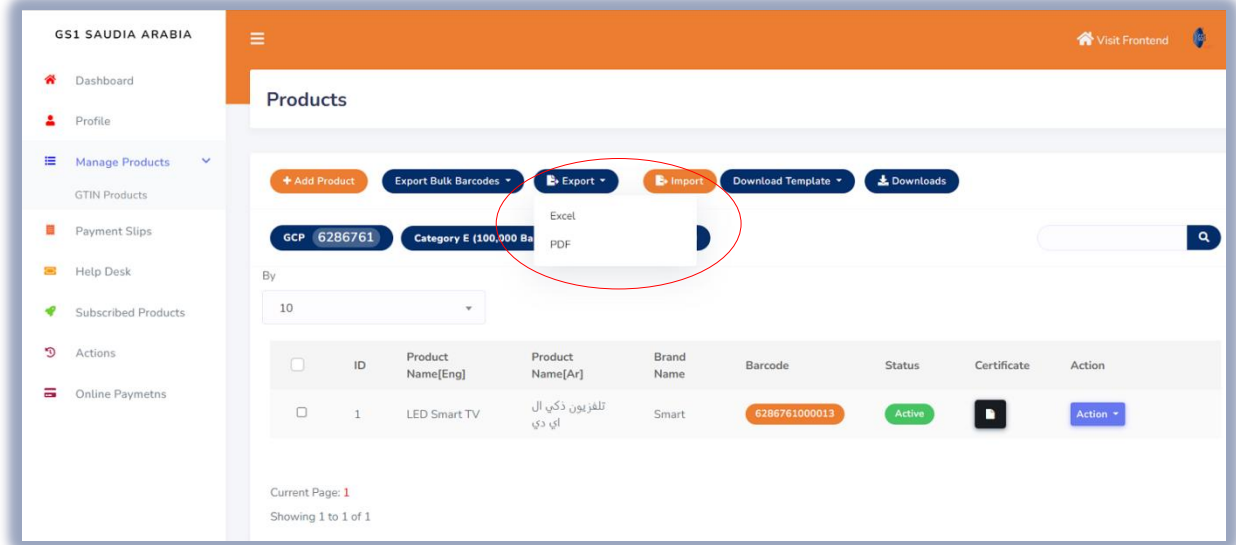 GS1 SAUDIA ARABIA
Visit Frontend
Dashboard
Profile
Manage Products
GTIN Products
Payment Slips
Help Desk
Subscribed Products
Actions
Online Paymetns
Products
+ Add Product Export Bulk Barcodes Export Import Download Template Downloads
Excel
PDF
GCP 6286761 Category E (100,000 Ba
By
10
ID Product Name[Eng] Product Name[Ar] Brand Name Barcode Status Certificate Action
1 LED Smart TV تلفزيون ذكي ال اي دي Smart 6286761000013 Active Action
Current Page: 1
Showing 1 to 1 of 1